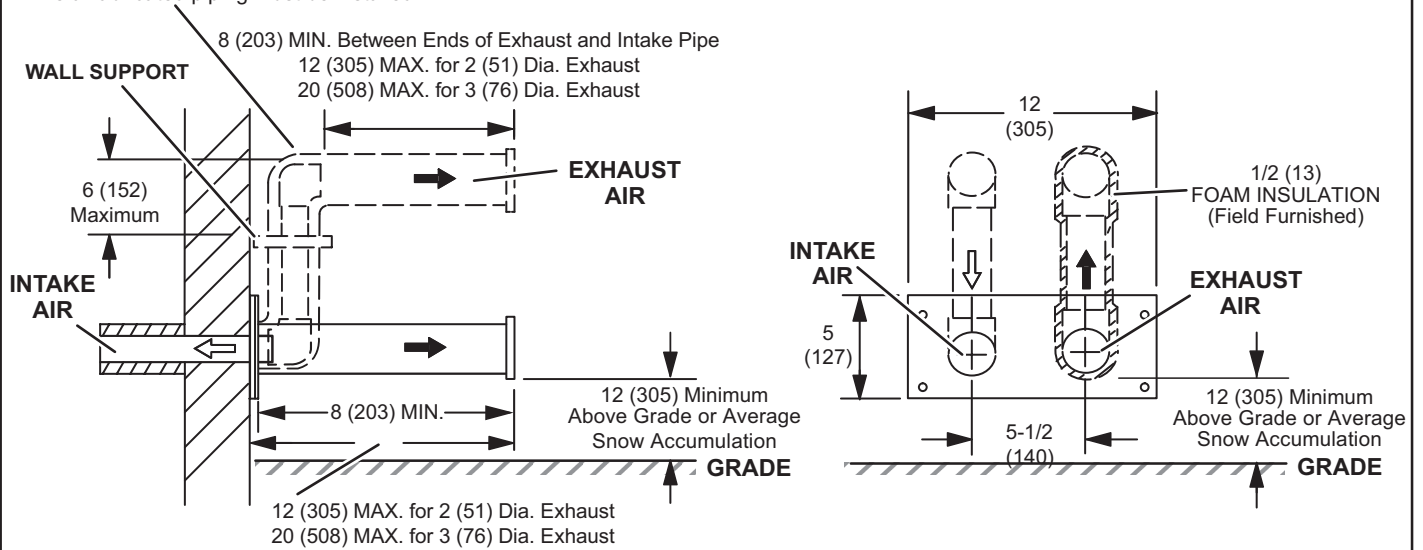 8 (203) MIN. Between Ends of Exhaust and Intake Pipe
12 (305) MAX. for 2 (51) Dia. Exhaust
20 (508) MAX. for 3 (76) Dia. Exhaust
WALL SUPPORT
EXHAUST
AIR
6 (152)
Maximum
INTAKE
AIR
8 (203) MIN.
12 (305) Minimum
Above Grade or Average
Snow Accumulation
GRADE
12 (305) MAX. for 2 (51) Dia. Exhaust
20 (508) MAX. for 3 (76) Dia. Exhaust
12
(305)
1/2 (13)
FOAM INSULATION
(Field Furnished)
INTAKE
AIR
EXHAUST
AIR
5
(127)
12 (305) Minimum
Above Grade or Average
Snow Accumulation
5-1/2
(140)
GRADE